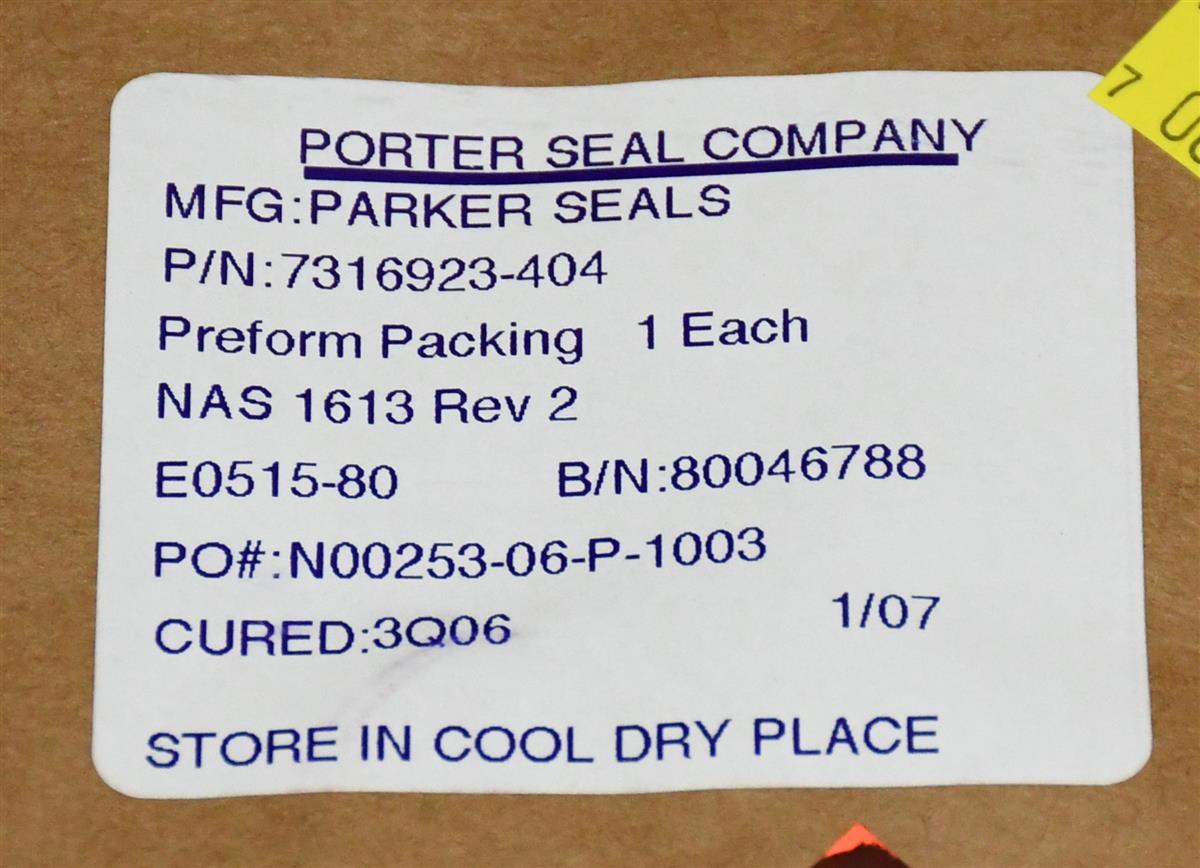 PORTER SEAL COMPANY
MFG:PARKER SEALS
P/N:7316923-404
Preform Packing 1 Each
NAS 1613 Rev 2
E0515-80 B/N:80046788
PO#:N00253-06-P-1003
CURED:3Q06 1/07
STORE IN COOL DRY PLACE
7